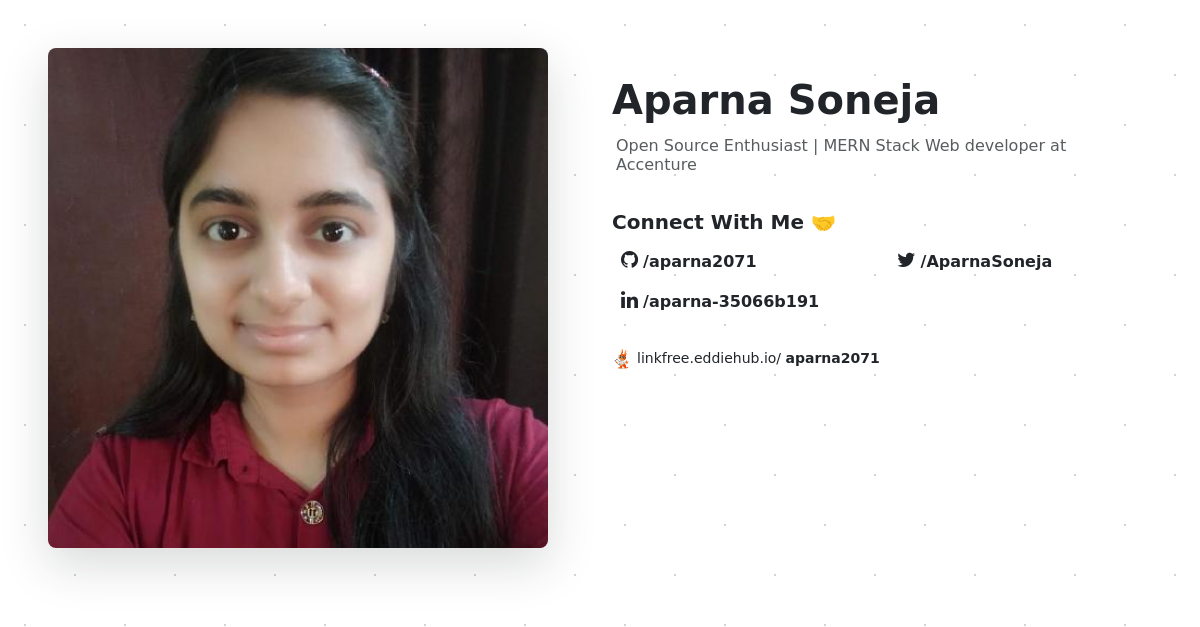 Aparna Soneja
Open Source Enthusiast | MERN Stack Web developer at
Accenture
Connect With Me 🤝
/aparna2071
/AparnaSoneja
/aparna-35066b191
linkfree.eddiehub.io/ aparna2071